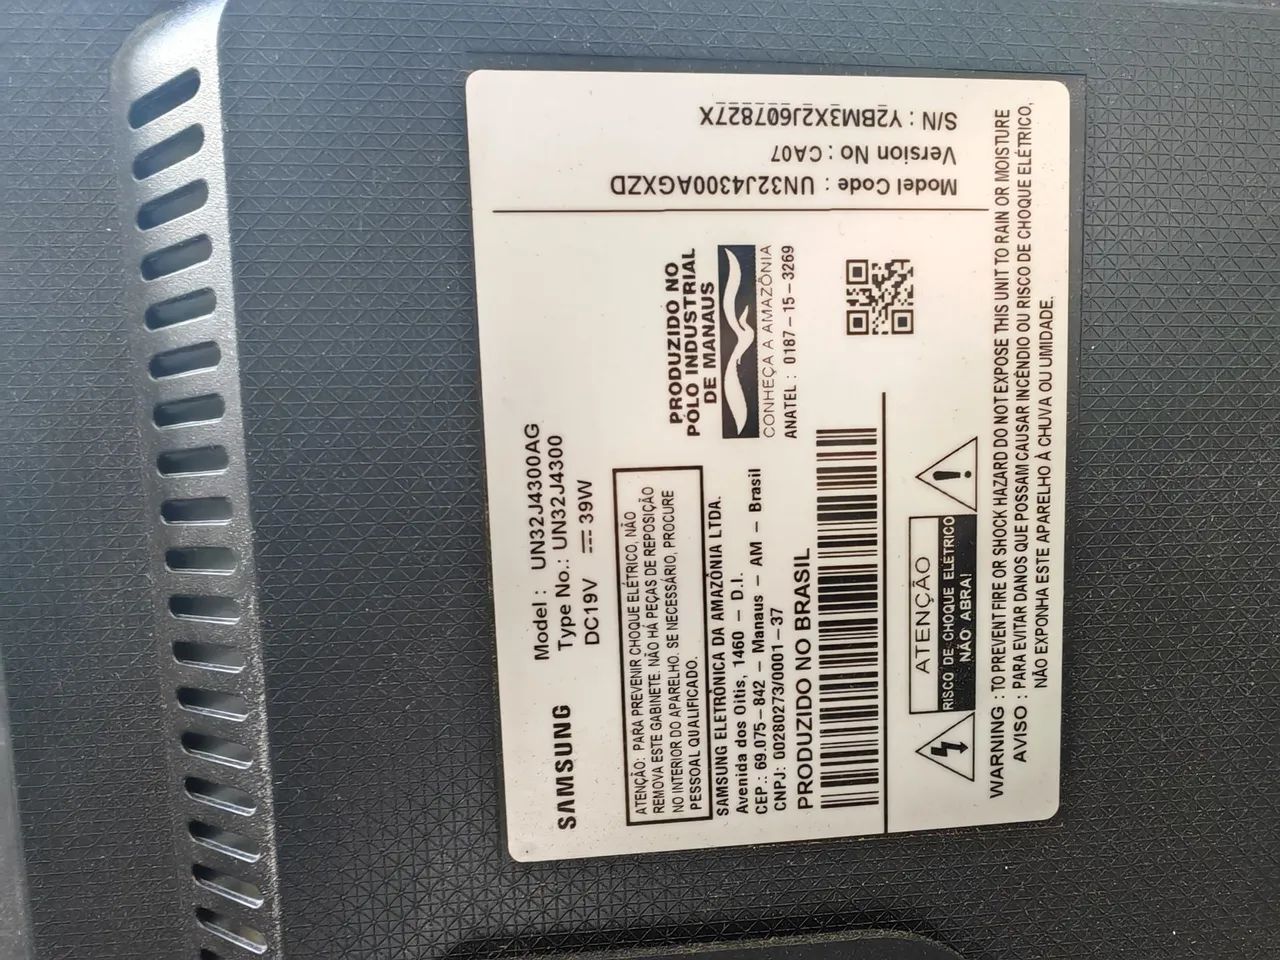 SAMSUNG
Model : UN32J4300AG
Type No.: UN32J4300
DC19V ⎓ 39W
ATENÇÃO: PARA PREVENIR CHOQUE ELÉTRICO, NÃO
REMOVA ESTE GABINETE. NÃO HÁ PEÇAS DE REPOSIÇÃO
NO INTERIOR DO APARELHO. SE NECESSÁRIO, PROCURE
PESSOAL QUALIFICADO.
SAMSUNG ELETRÔNICA DA AMAZÔNIA LTDA.
Avenida dos Oitis, 1460 - D.I.
CEP.: 69.075-842 - Manaus - AM - Brasil
CNPJ: 00280273/0001-37
PRODUZIDO NO BRASIL
PRODUZIDO NO
PÓLO INDUSTRIAL
DE MANAUS
CONHEÇA A AMAZÔNIA
ANATEL : 0187-15-3269
ATENÇÃO
RISCO DE CHOQUE ELÉTRICO
NÃO ABRA!
WARNING : TO PREVENT FIRE OR SHOCK HAZARD DO NOT EXPOSE THIS UNIT TO RAIN OR MOISTURE
AVISO : PARA EVITAR DANOS QUE POSSAM CAUSAR INCÊNDIO OU RISCO DE CHOQUE ELÉTRICO,
NÃO EXPONHA ESTE APARELHO À CHUVA OU UMIDADE.
Model Code : UN32J4300AGXZD
Version No : CA07
S/N : Y2BM3X2J607827X